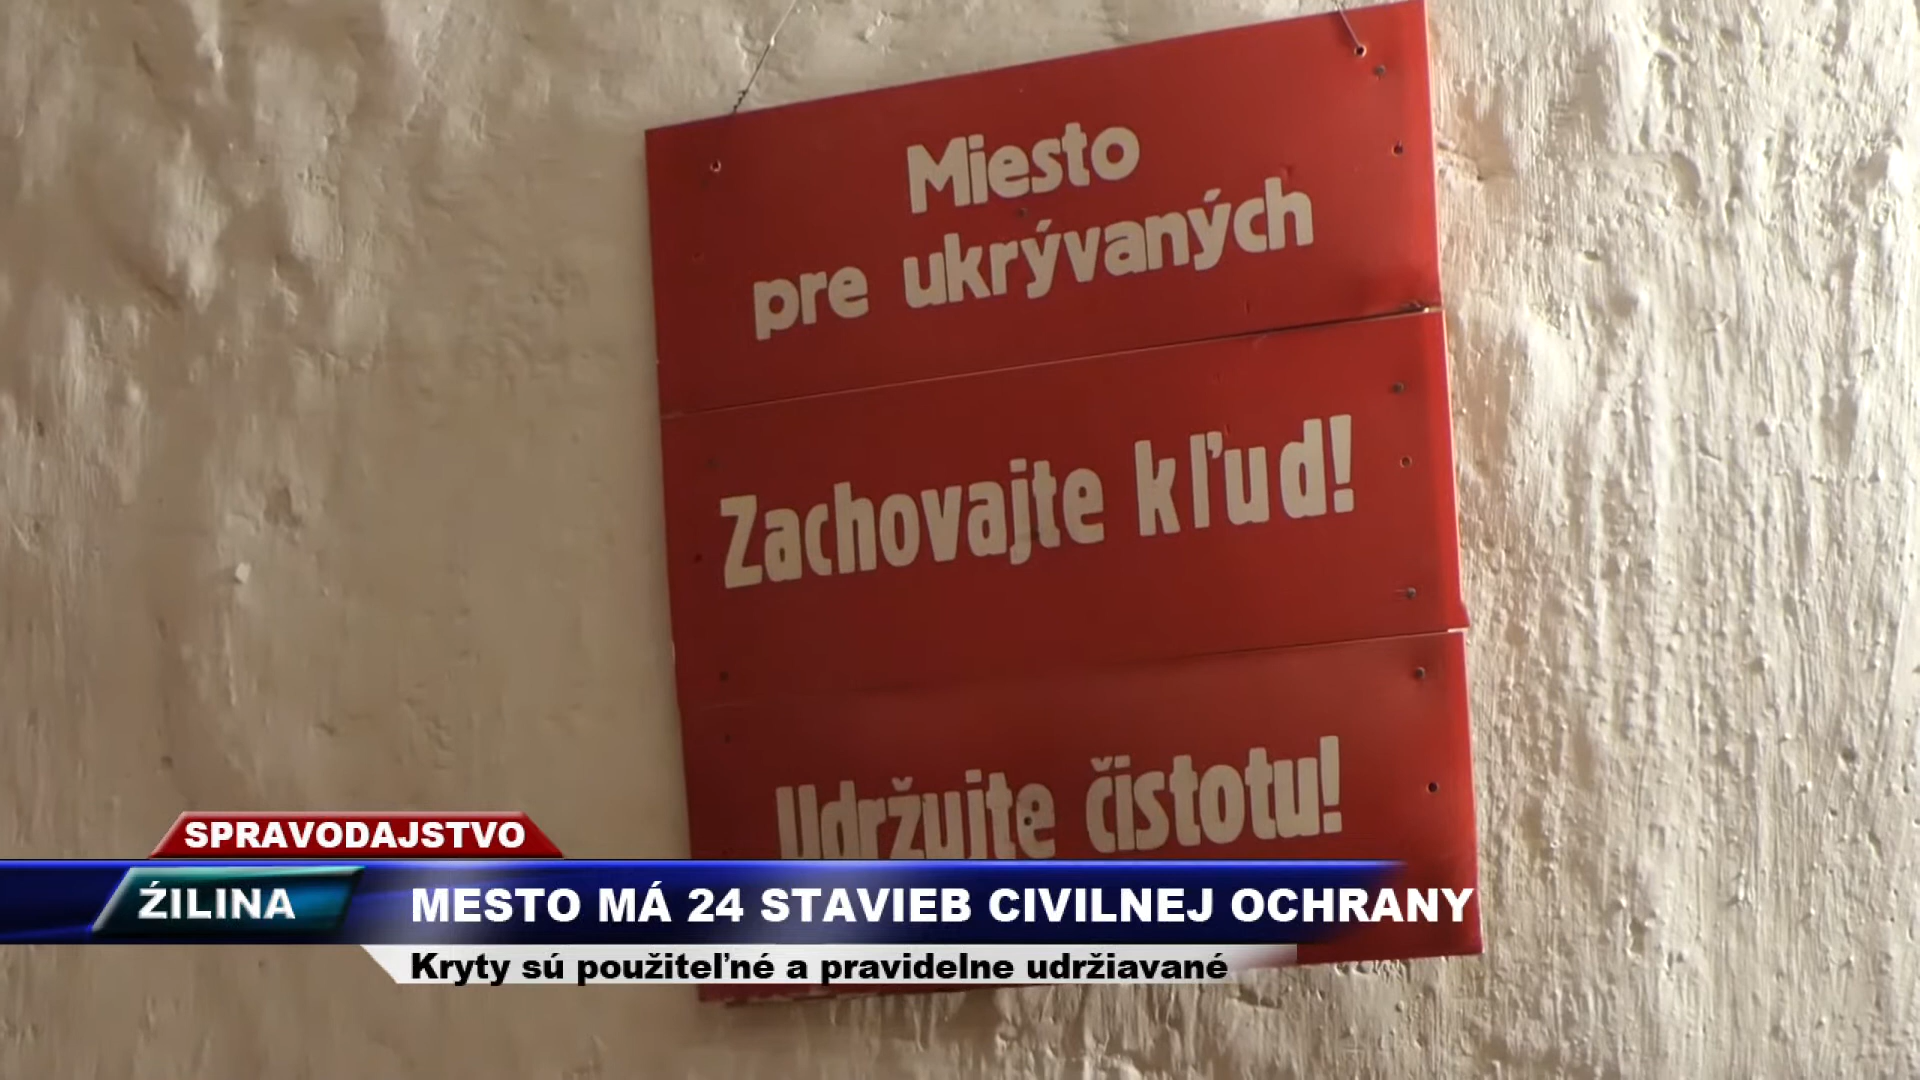 Miesto
pre ukrývaných
Zachovajte kľud!
Udržujte čistotu!
SPRAVODAJSTVO
ŽILINA
MESTO MÁ 24 STAVIEB CIVILNEJ OCHRANY
Kryty sú použiteľné a pravidelne udržiavané